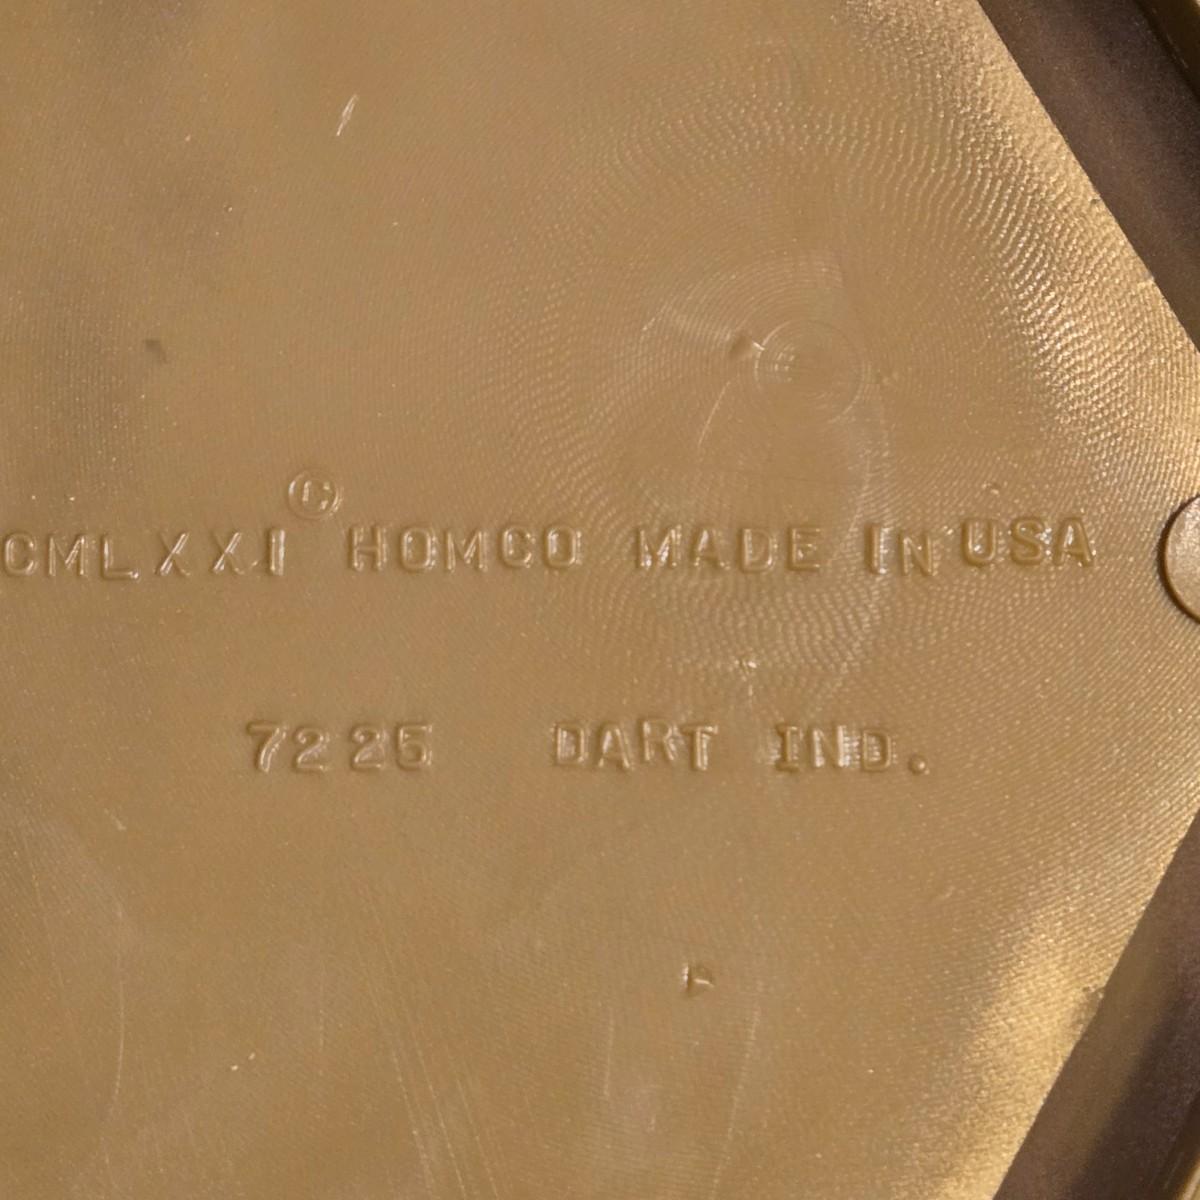 CMLXXI © HOMCO MADE IN USA
7225 DART IND.